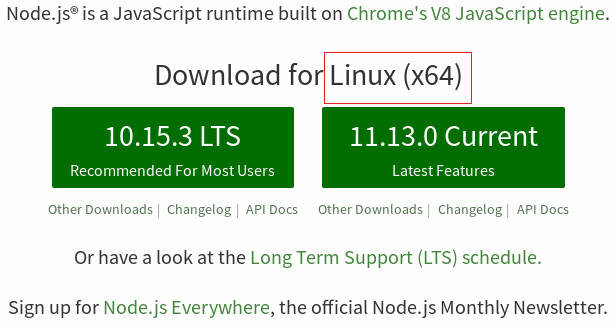 Node.js® is a JavaScript runtime built on Chrome's V8 JavaScript engine.
Download for Linux (x64)
10.15.3 LTS
Recommended For Most Users
11.13.0 Current
Latest Features
Other Downloads | Changelog | API Docs
Other Downloads | Changelog | API Docs
Or have a look at the Long Term Support (LTS) schedule.
Sign up for Node.js Everywhere, the official Node.js Monthly Newsletter.